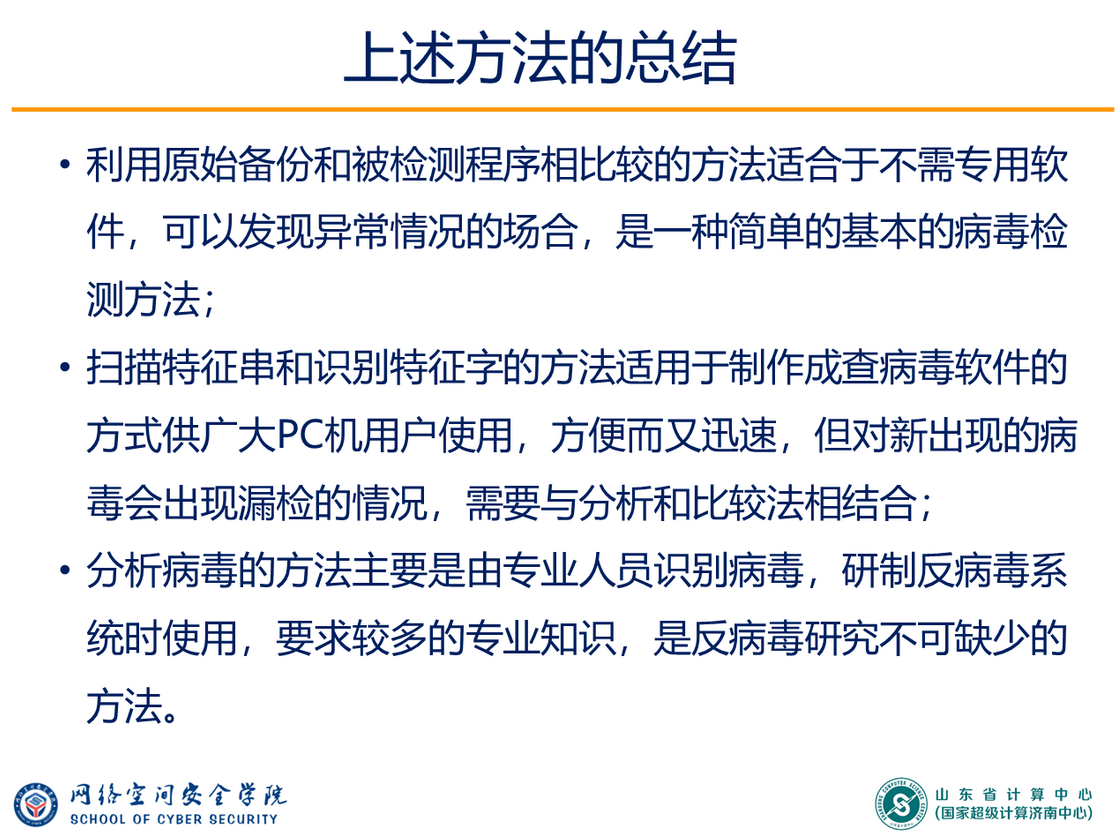 上述方法的总结
• 利用原始备份和被检测程序相比较的方法适合于不需专用软
件，可以发现异常情况的场合，是一种简单的基本的病毒检
测方法；
• 扫描特征串和识别特征字的方法适用于制作成查病毒软件的
方式供广大PC机用户使用，方便而又迅速，但对新出现的病
毒会出现漏检的情况，需要与分析和比较法相结合；
• 分析病毒的方法主要是由专业人员识别病毒，研制反病毒系
统时使用，要求较多的专业知识，是反病毒研究不可缺少的
方法。
网络空间安全学院
SCHOOL OF CYBER SECURITY
山东省计算中心
(国家超级计算济南中心)